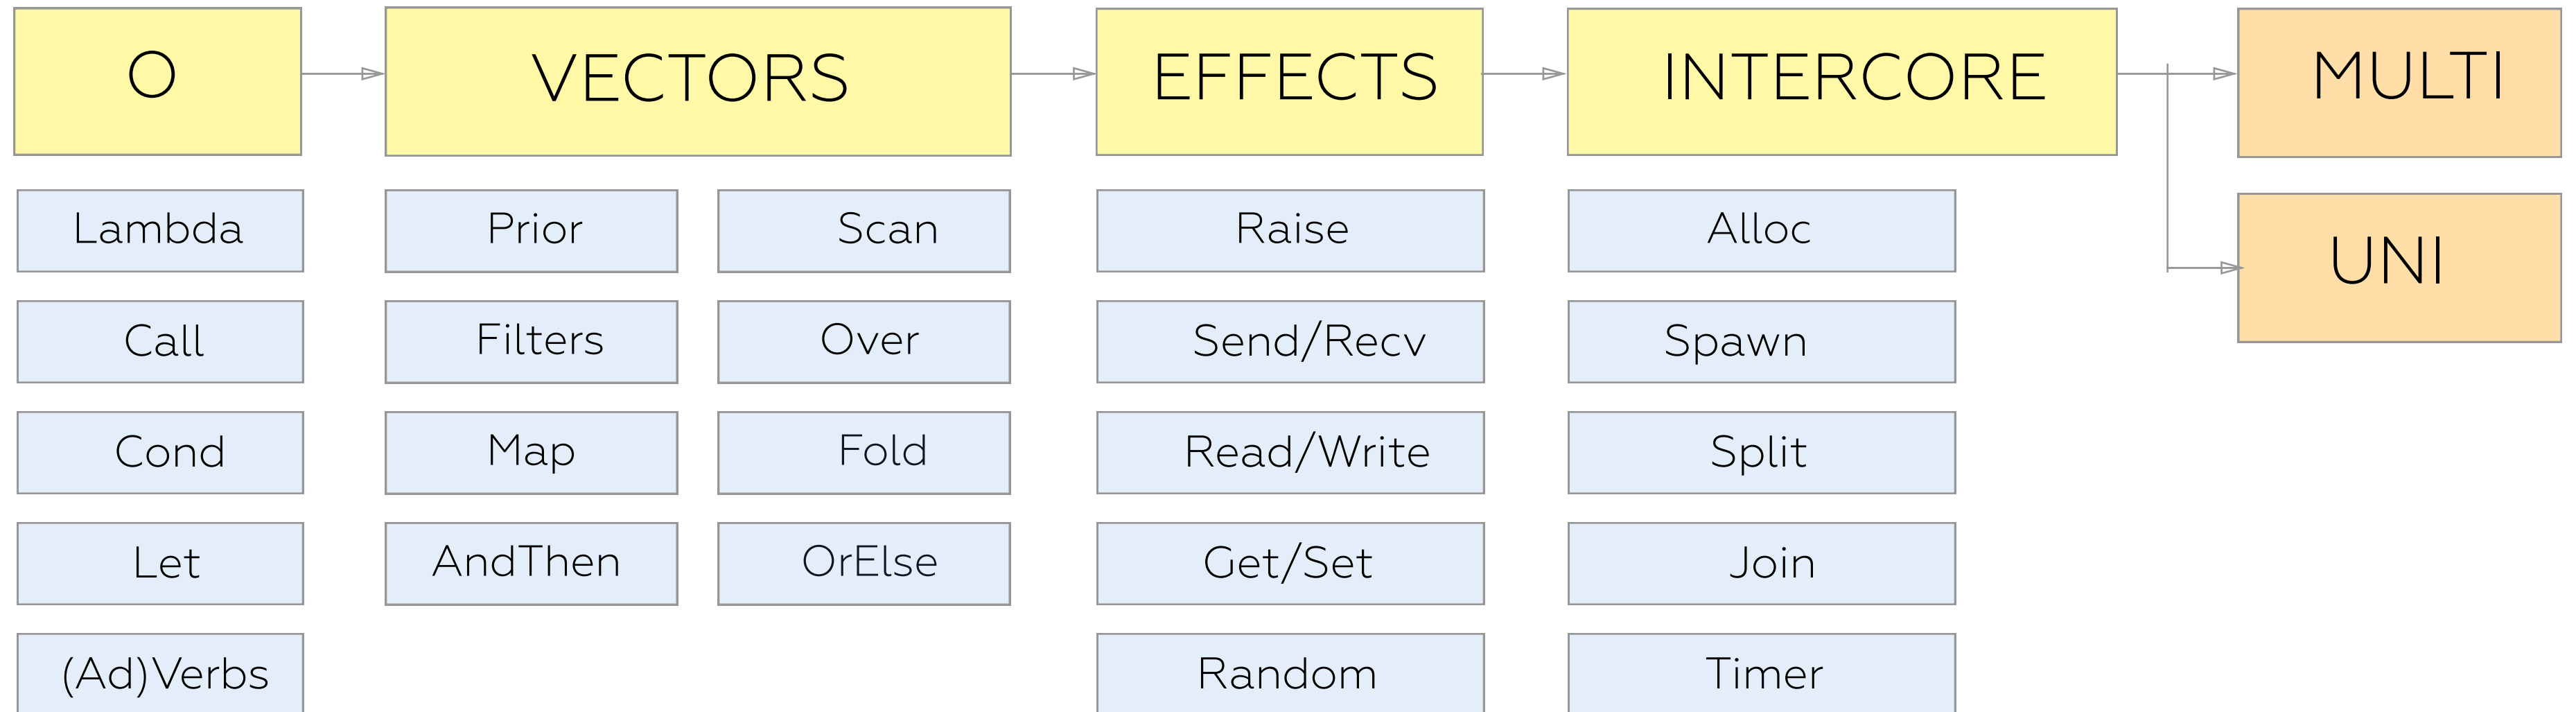 O
VECTORS
EFFECTS
INTERCORE
MULTI
UNI
Lambda
Call
Cond
Let
(Ad)Verbs
Prior
Filters
Map
AndThen
Scan
Over
Fold
OrElse
Raise
Send/Recv
Read/Write
Get/Set
Random
Alloc
Spawn
Split
Join
Timer